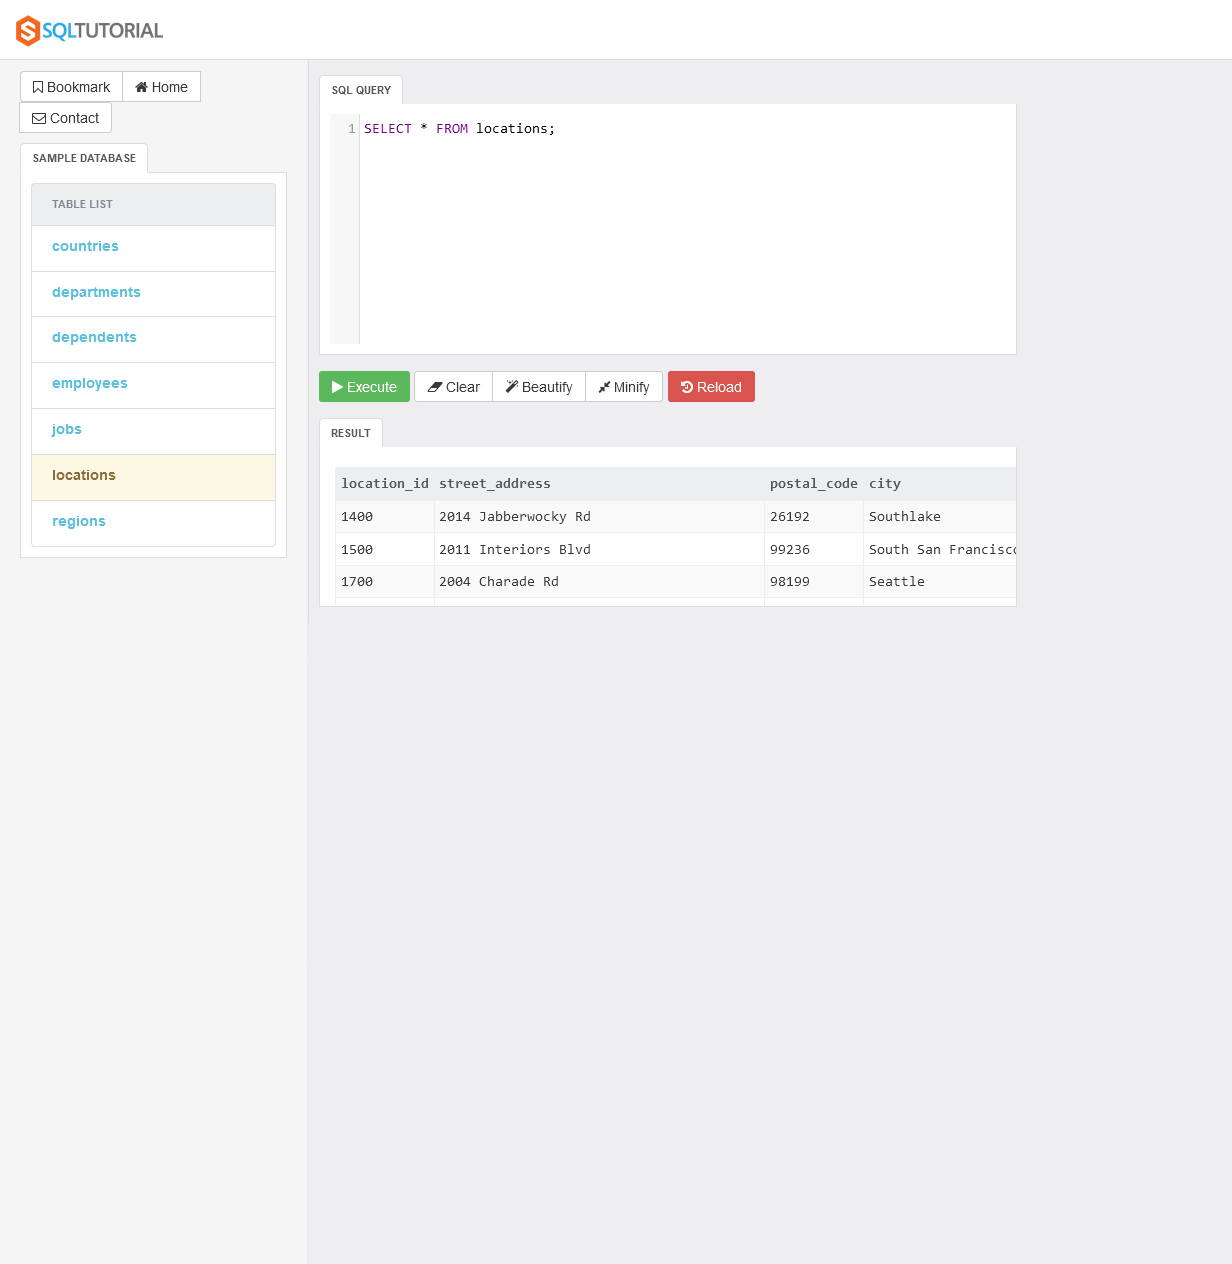 SQLTUTORIAL
Bookmark Home
Contact
SAMPLE DATABASE
TABLE LIST
countries
departments
dependents
employees
jobs
locations
regions
SQL QUERY
1 SELECT * FROM locations;
Execute Clear Beautify Minify Reload
RESULT
location_id street_address postal_code city
1400 2014 Jabberwocky Rd 26192 Southlake
1500 2011 Interiors Blvd 99236 South San Francisco
1700 2004 Charade Rd 98199 Seattle